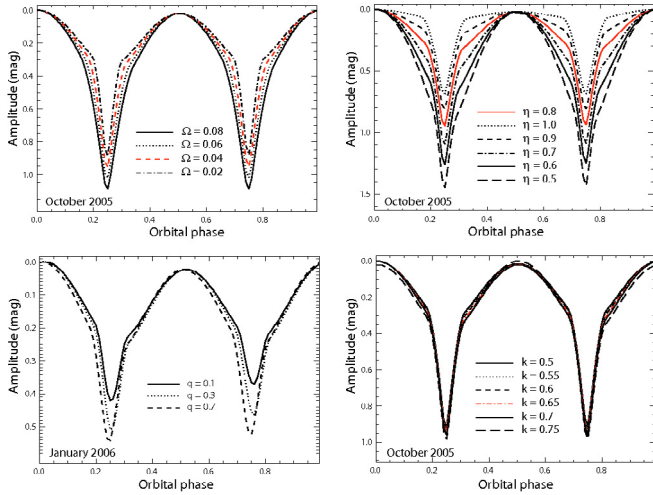 Amplitude (mag)
0.0
0.2
0.4
0.6
0.8
1.0
Ω = 0.08
Ω = 0.06
Ω = 0.04
Ω = 0.02
October 2005
0.0 0.2 0.4 0.6 0.8
Orbital phase
Amplitude (mag)
0.0
0.5
1.0
1.5
η = 0.8
η = 1.0
η = 0.9
η = 0.7
η = 0.6
η = 0.5
October 2005
0.0 0.2 0.4 0.6 0.8
Orbital phase
Amplitude (mag)
0.0
0.1
0.2
0.3
0.4
0.5
q = 0.1
q = 0.3
q = 0.7
January 2006
0.0 0.2 0.4 0.6 0.8
Orbital phase
Amplitude (mag)
0.0
0.2
0.4
0.6
0.8
1.0
k = 0.5
k = 0.55
k = 0.6
k = 0.65
k = 0.7
k = 0.75
October 2005
0.0 0.2 0.4 0.6 0.8
Orbital phase